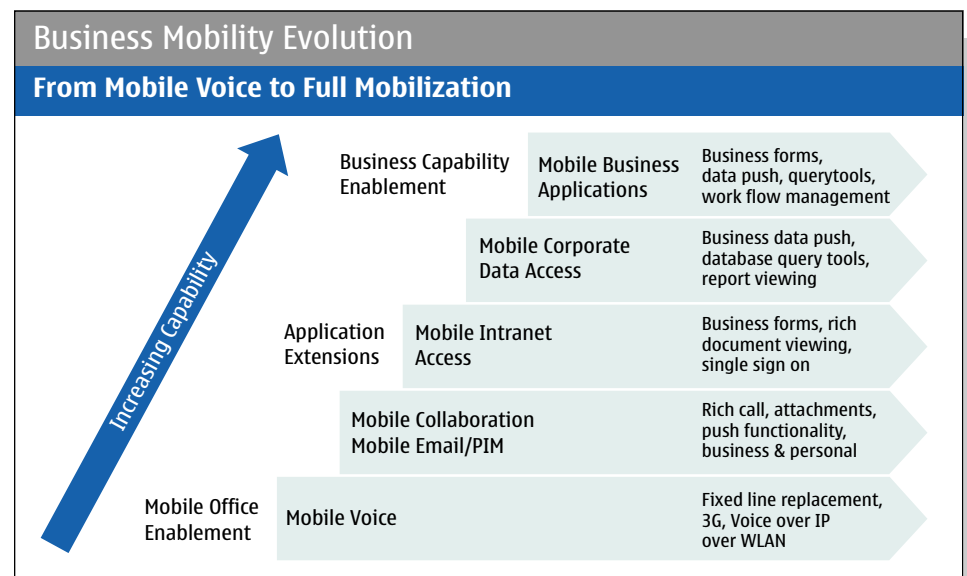 Business Mobility Evolution
From Mobile Voice to Full Mobilization
Increasing Capability
Business Capability
Enablement
Mobile Business
Applications
Business forms,
data push, querytools,
work flow management
Mobile Corporate
Data Access
Business data push,
database query tools,
report viewing
Application
Extensions
Mobile Intranet
Access
Business forms, rich
document viewing,
single sign on
Mobile Collaboration
Mobile Email/PIM
Rich call, attachments,
push functionality,
business & personal
Mobile Office
Enablement
Mobile Voice
Fixed line replacement,
3G, Voice over IP
over WLAN